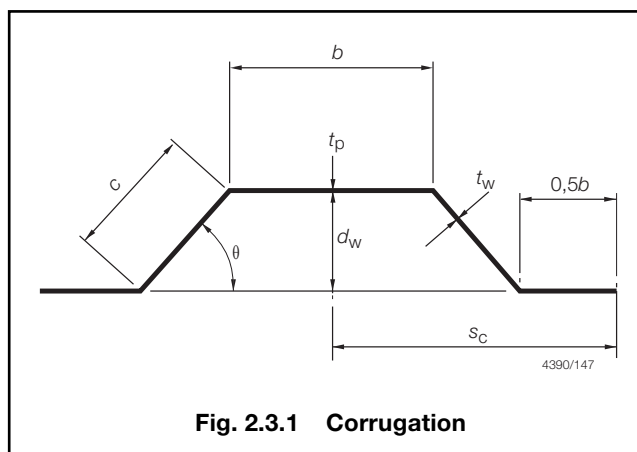 b
t_p
c
t_w
0,5b
d_w
θ
s_c
4390/147
Fig. 2.3.1 Corrugation